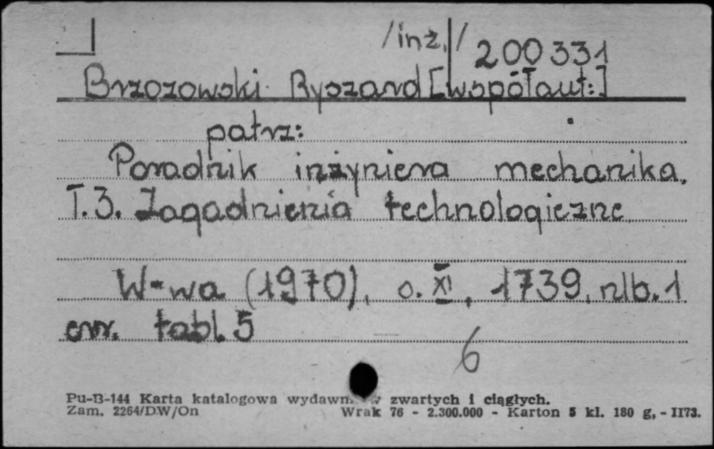 /inż./ 200331
Brzozowski Ryszard [współaut.:]
patrz:
Poradnik inżyniera mechanika.
T.3. Zagadnienia technologiczne
W-wa (1970), s. XI, 1739, nlb. 1
err. tabl. 5
6
Pu-B-144 Karta katalogowa wydawn. zwartych i ciągłych.
Zam. 2264/DW/On Wrak 76 - 2.300.000 - Karton 5 kl. 180 g, - II73.